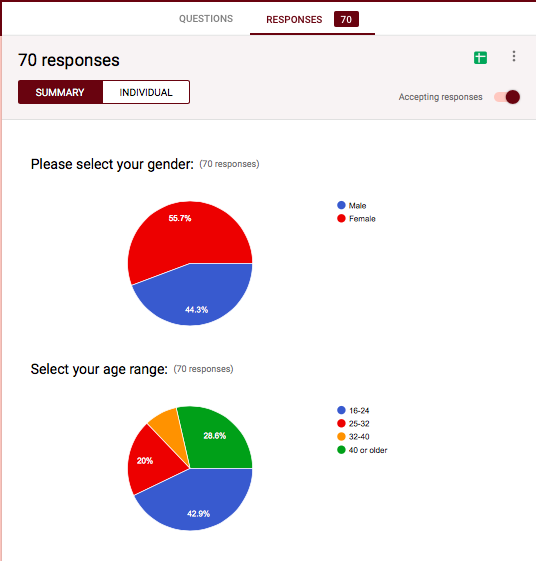 QUESTIONS RESPONSES 70
70 responses
SUMMARY INDIVIDUAL
Accepting responses
Please select your gender: (70 responses)
Male
Female
55.7%
44.3%
Select your age range: (70 responses)
16-24
25-32
32-40
40 or older
28.6%
20%
42.9%